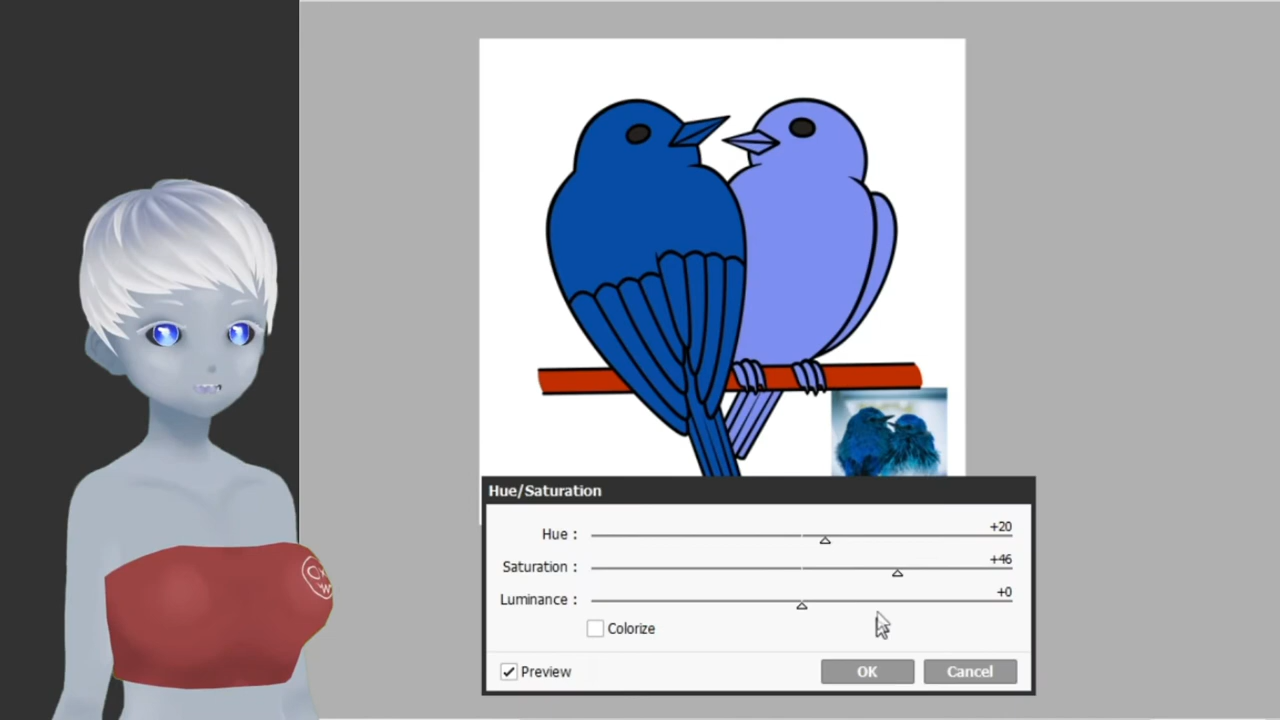 Hue/Saturation
Hue : +20
Saturation : +46
Luminance : +0
Colorize
Preview OK Cancel